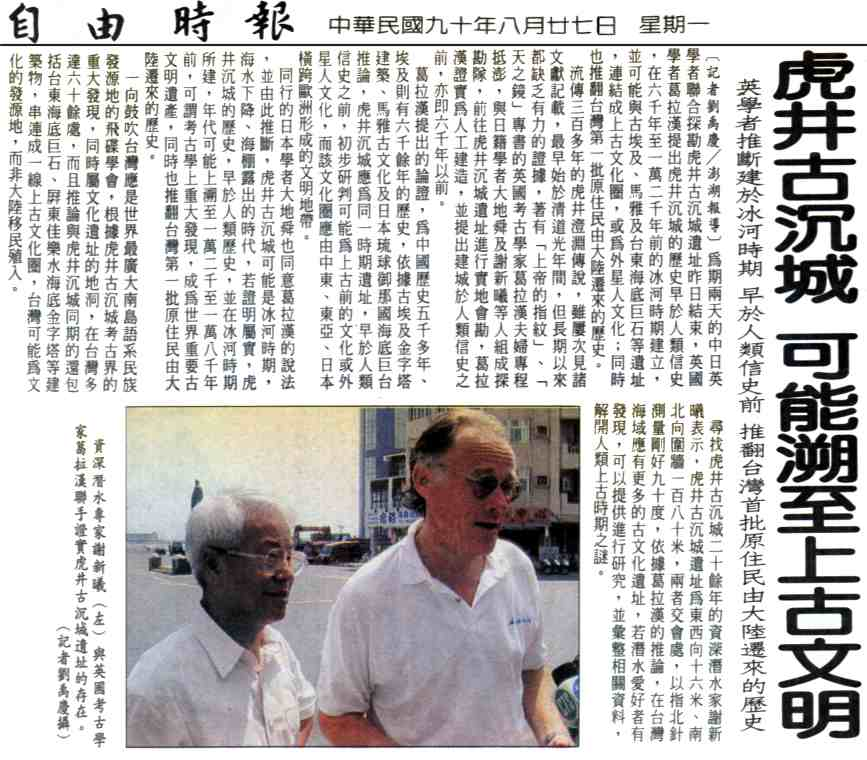 自由時報
中華民國九十年八月廿七日　星期一
虎井古沉城　可能溯至上古文明
英學者推斷建於冰河時期　早於人類信史前　推翻台灣首批原住民由大陸遷來的歷史
〔記者劉禹慶／澎湖報導〕爲期兩天的中日英
學者聯合探勘虎井古沉城遺址昨日結束，英國
學者葛拉漢提出虎井沉城的歷史早於人類信史
，在六千年至一萬二千年前的冰河時期建立，
並可能與古埃及、馬雅及台東海底巨石等遺址
，連結成上古文化圈，或爲外星人文化；同時
也推翻台灣第一批原住民由大陸遷來的歷史。
流傳三百多年的虎井澄淵傳說，雖屢次見諸
文獻記載，最早始於清道光年間，但長期以來
都缺乏有力的證據，著有「上帝的指紋」、「
天之鏡」專書的英國考古學家葛拉漢夫婦專程
抵澎，與日籍學者大地舜及謝新曦等人組成探
勘隊，前往虎井沉城遺址進行實地會勘，葛拉
漢證實爲人工建造，並提出建城於人類信史之
前，亦即六千年以前。
葛拉漢提出的論證，爲中國歷史五千多年、
埃及則有六千餘年的歷史，依據古埃及金字塔
建築、馬雅古文化及日本琉球御那國海底巨台
推論，虎井沉城應爲同一時期遺址，早於人類
信史之前，初步研判可能爲上古前的文化或外
星人文化，而該文化圈應由中東、東亞、日本
橫跨歐洲形成的文明地帶。
同行的日本學者大地舜也同意葛拉漢的說法
，並由此推斷，虎井古沉城可能是冰河時期，
海水下降、海棚露出的時代，若證明屬實，虎
井沉城的歷史，早於人類歷史，並在冰河時期
所建，年代可能上溯至一萬二千至一萬八千年
前，可謂考古學上重大發現，成爲世界重要古
文明遺產，同時也推翻台灣第一批原住民由大
陸遷來的歷史。
一向鼓吹台灣應是世界最廣大南島語系民族
發源地的飛碟學會，根據虎井古沉城考古界的
重大發現，同時屬文化遺址的地洞，在台灣多
達六十餘處，而且推論與虎井沉城同期的還包
括台東海底巨石、屏東佳樂水海底金字塔等建
築物，串連成一線上古文化圈，台灣可能爲文
化的發源地，而非大陸移民殖入。
尋找虎井古沉城二十餘年的資深潛水家謝新
曦表示，虎井古沉城遺址爲東西向十六米、南
北向圍牆一百八十米，兩者交會處，以指北針
測量剛好九十度，依據葛拉漢的推論，在台灣
海域應有更多的古文化遺址，若潛水愛好者有
發現，可以提供進行研究，並彙整相關資料，
解開人類上古時期之謎。
資深潛水專家謝新曦（左）與英國考古學
家葛拉漢聯手證實虎井古沉城遺址的存在。
（記者劉禹慶攝）